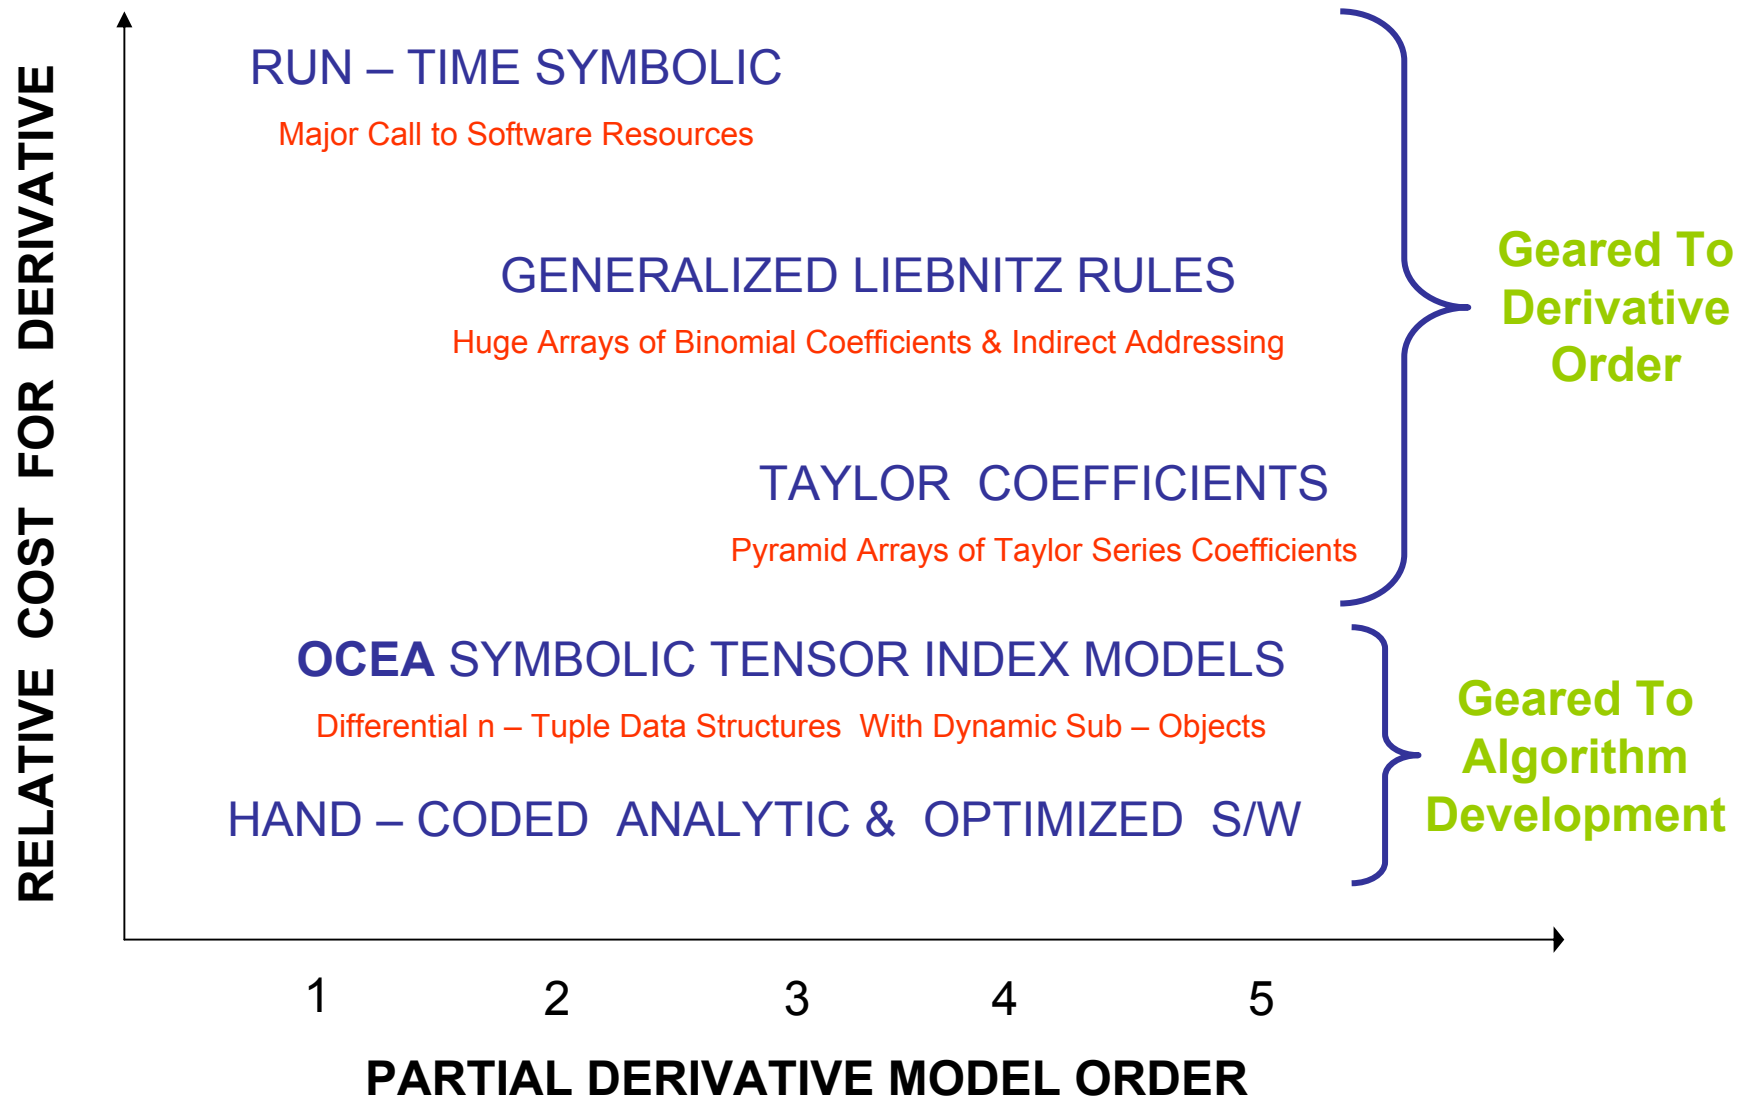 RELATIVE COST FOR DERIVATIVE
RUN – TIME SYMBOLIC
Major Call to Software Resources
GENERALIZED LIEBNITZ RULES
Huge Arrays of Binomial Coefficients & Indirect Addressing
TAYLOR COEFFICIENTS
Pyramid Arrays of Taylor Series Coefficients
Geared To
Derivative
Order
OCEA SYMBOLIC TENSOR INDEX MODELS
Differential n – Tuple Data Structures With Dynamic Sub – Objects
HAND – CODED ANALYTIC & OPTIMIZED S/W
Geared To
Algorithm
Development
1 2 3 4 5
PARTIAL DERIVATIVE MODEL ORDER